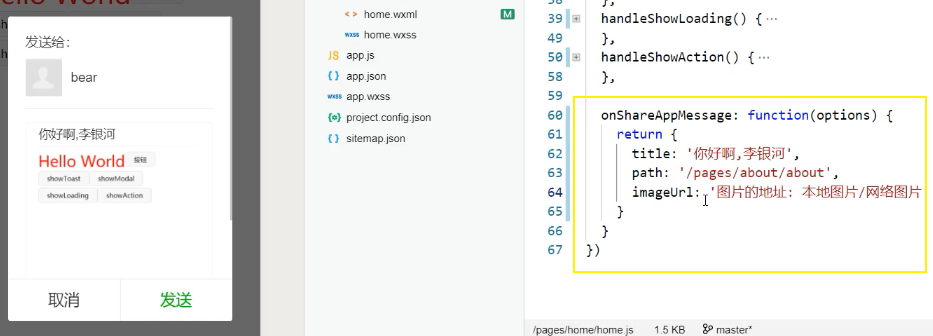 Hello World
发送给：
bear
你好啊,李银河
Hello World 按钮
showToast showModal
showLoading showAction
取消 发送
home.wxml M
home.wxss
JS app.js
{ } app.json
wxss app.wxss
{o} project.config.json
{ } sitemap.json
38 },
39 handleShowLoading() { …
49 },
50 handleShowAction() { …
58 },
59
60 onShareAppMessage: function(options) {
61 return {
62 title: '你好啊,李银河',
63 path: '/pages/about/about',
64 imageUrl: '图片的地址: 本地图片/网络图片
65 }
66 }
67 })
/pages/home/home.js 1.5 KB master*